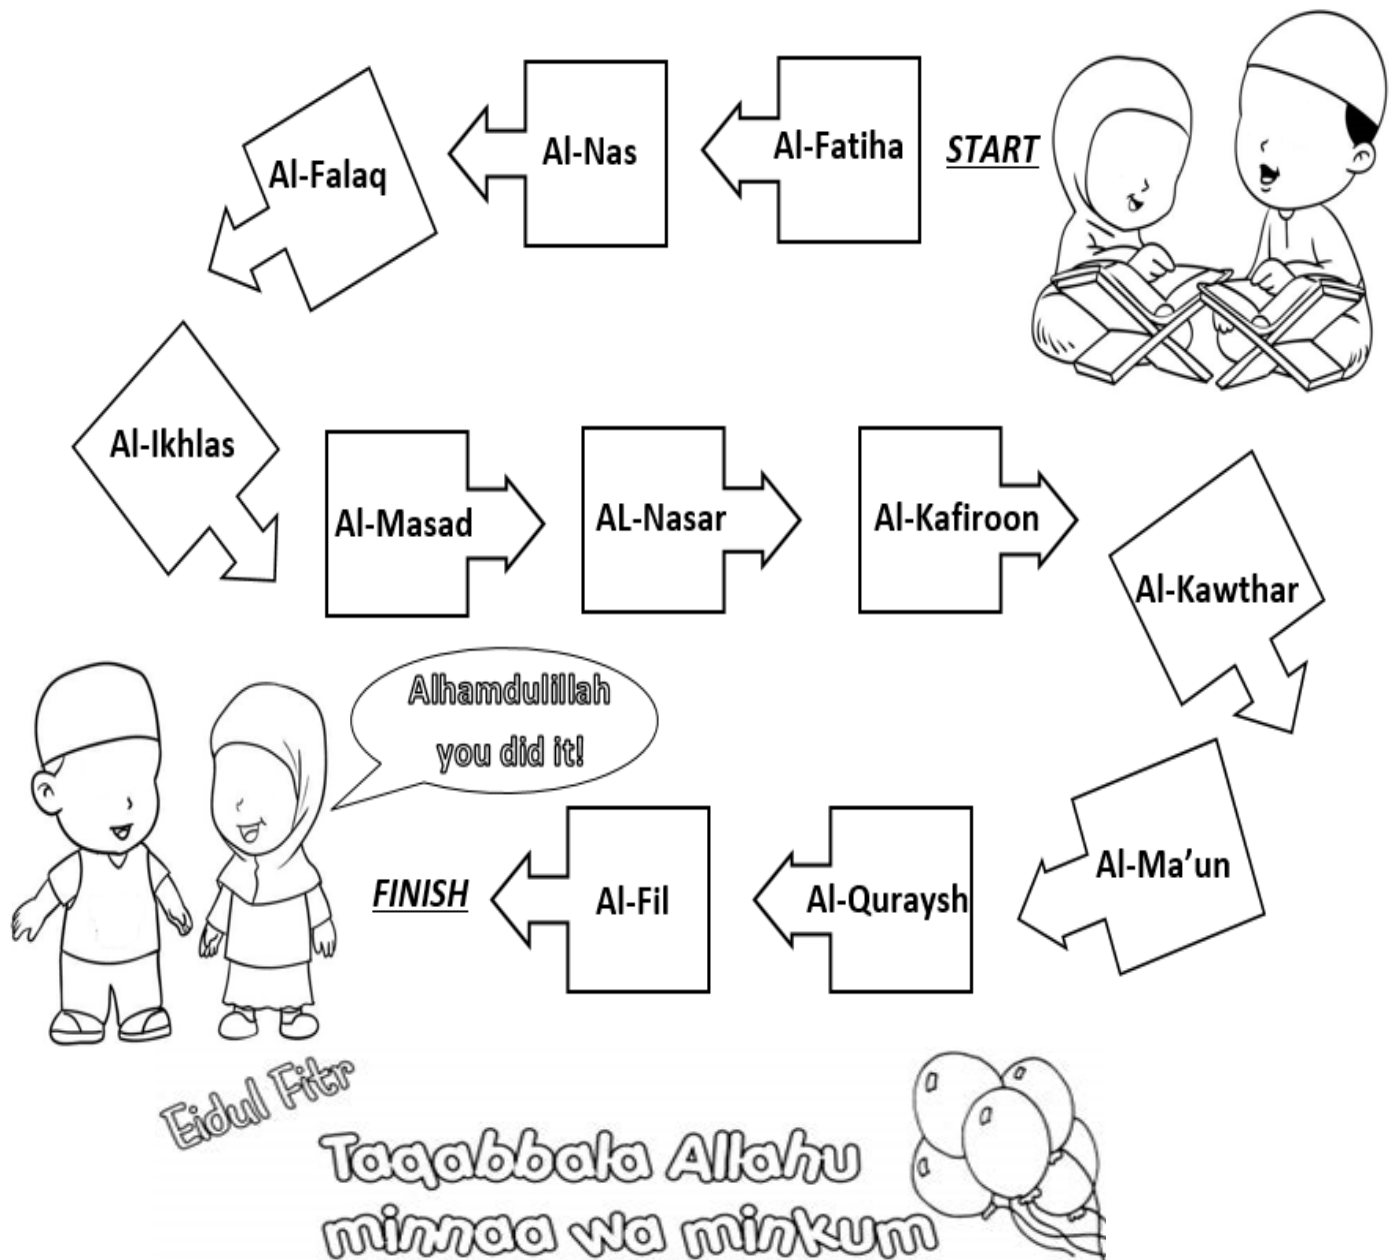 START
Al-Fatiha
Al-Nas
Al-Falaq
Al-Ikhlas
Al-Masad
AL-Nasar
Al-Kafiroon
Al-Kawthar
Al-Ma’un
Al-Quraysh
Al-Fil
FINISH
Alhamdulillah
you did it!
Eidul Fitr
Taqabbala Allahu
minnaa wa minkum